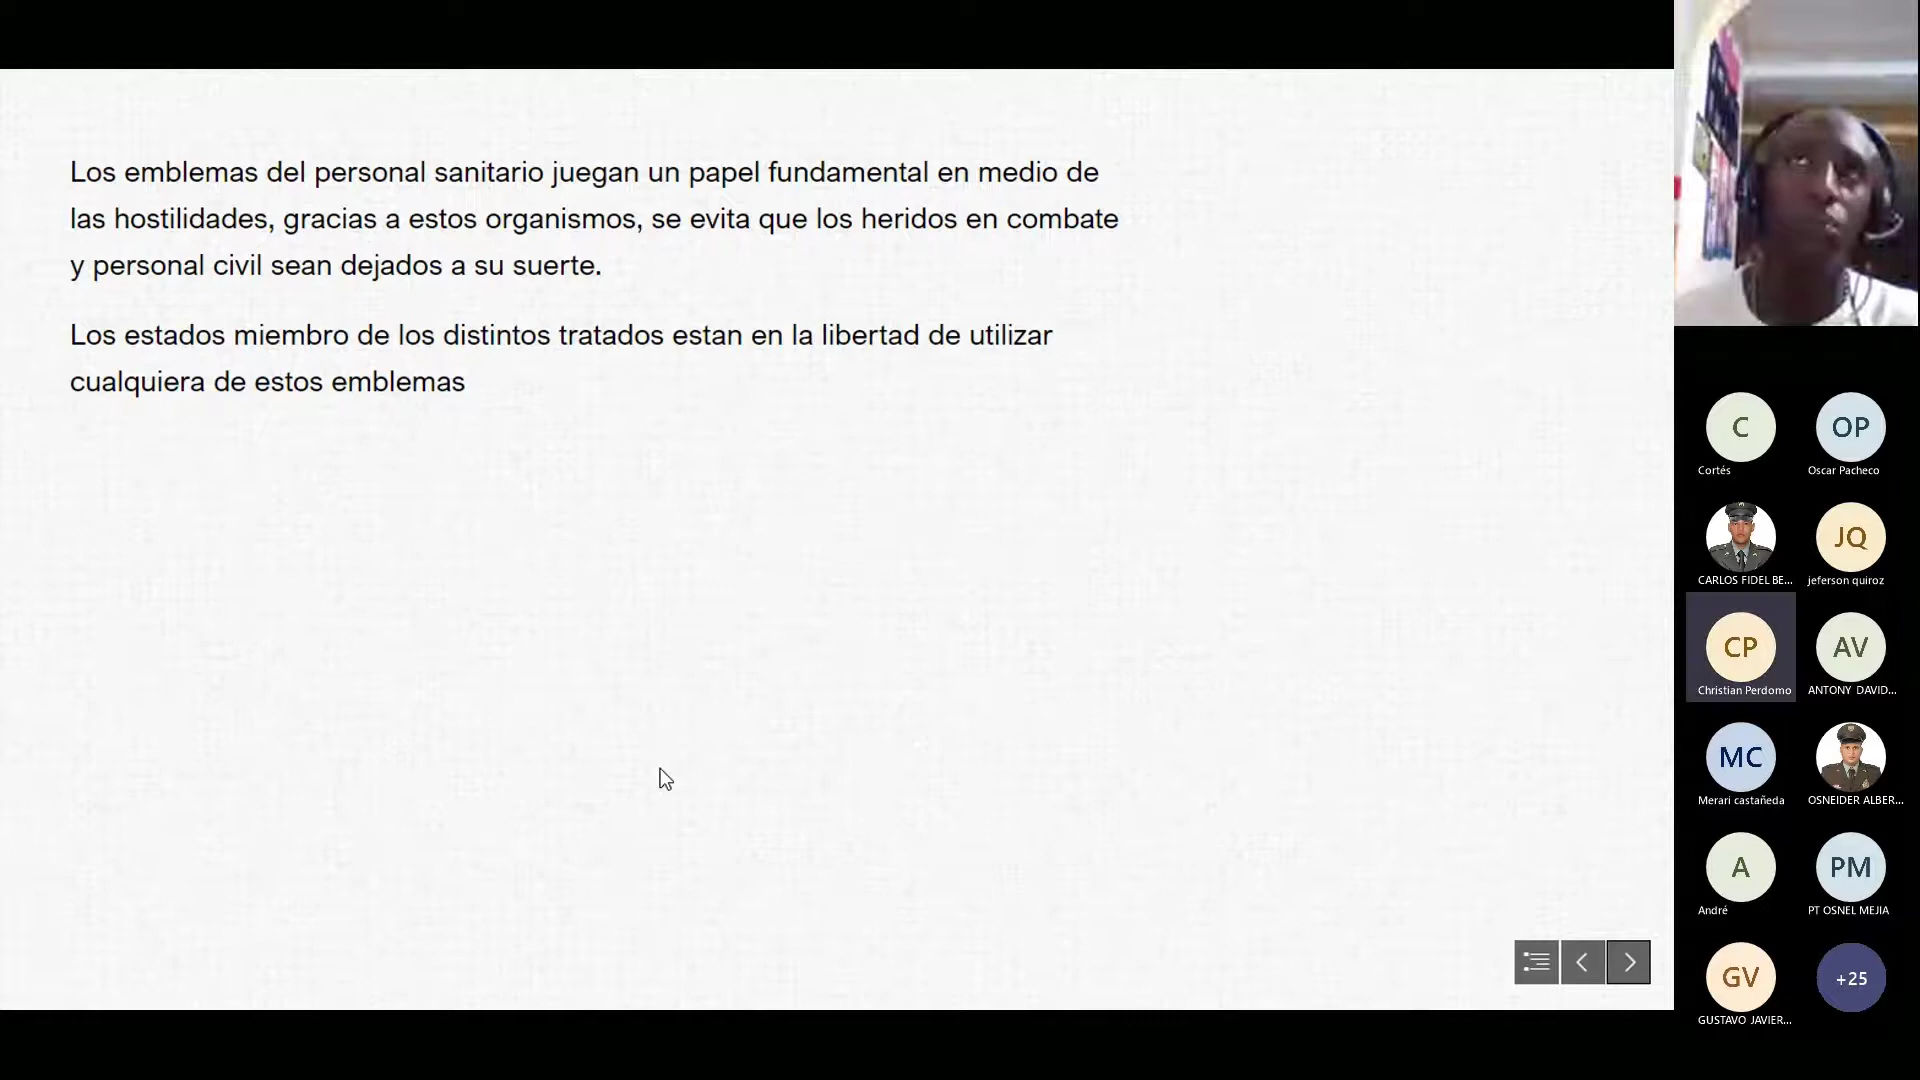 Los emblemas del personal sanitario juegan un papel fundamental en medio de
las hostilidades, gracias a estos organismos, se evita que los heridos en combate
y personal civil sean dejados a su suerte.
Los estados miembro de los distintos tratados estan en la libertad de utilizar
cualquiera de estos emblemas
C
Cortés
OP
Oscar Pacheco
CARLOS FIDEL BE...
JQ
jeferson quiroz
CP
Christian Perdomo
AV
ANTONY DAVID...
MC
Merari castañeda
OSNEIDER ALBER...
A
André
PM
PT OSNEL MEJIA
GV
GUSTAVO JAVIER...
+25